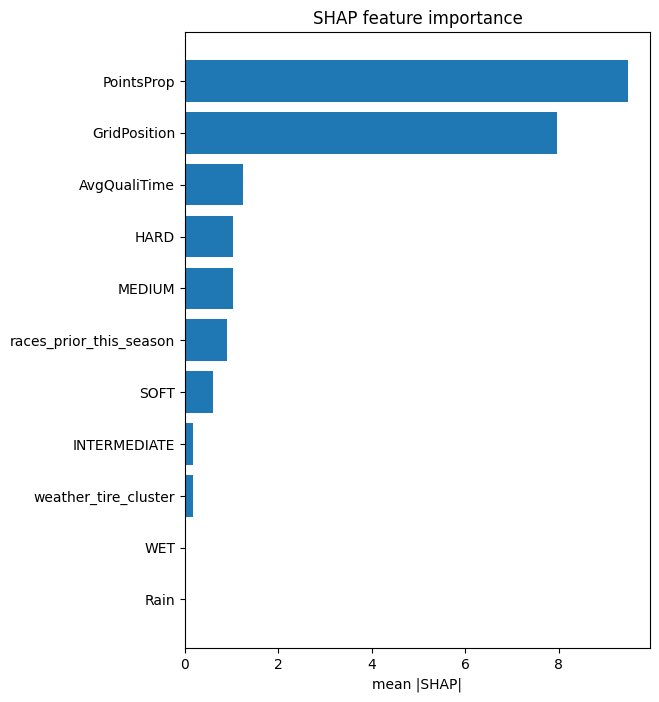 SHAP feature importance
PointsProp
GridPosition
AvgQualiTime
HARD
MEDIUM
races_prior_this_season
SOFT
INTERMEDIATE
weather_tire_cluster
WET
Rain
0 2 4 6 8
mean |SHAP|